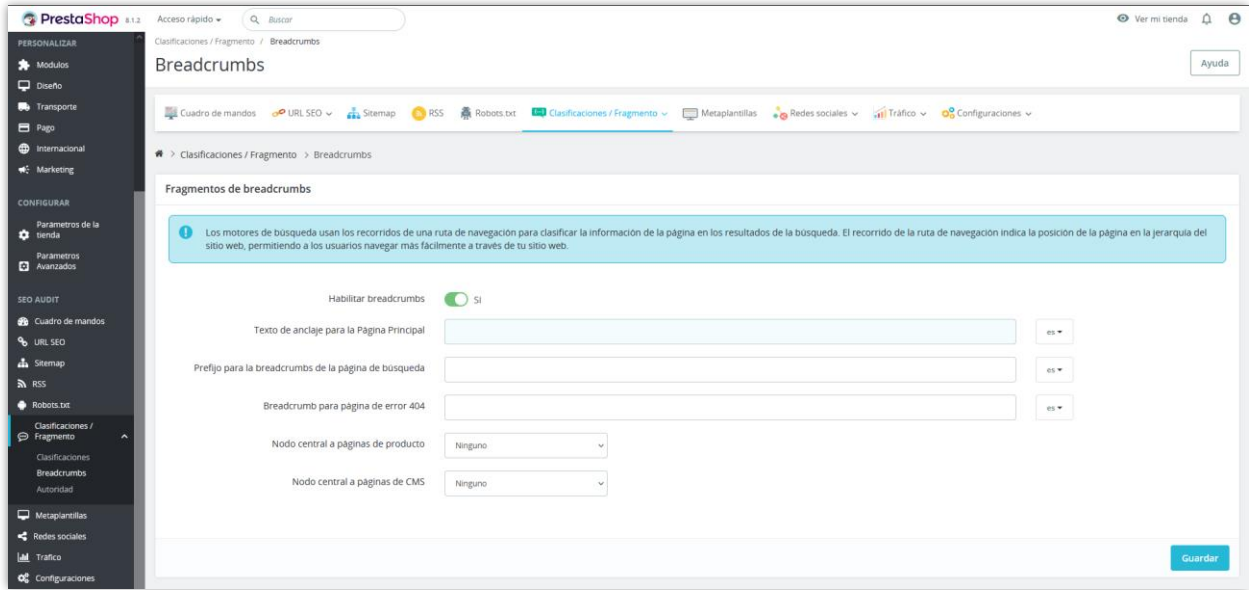 PrestaShop 8.1.2 Acceso rápido Buscar Ver mi tienda
PERSONALIZAR
Modulos
Diseño
Transporte
Pago
Internacional
Marketing
CONFIGURAR
Parametros de la
tienda
Parametros
Avanzados
SEO AUDIT
Cuadro de mandos
URL SEO
Sitemap
RSS
Robots.txt
Clasificaciones /
Fragmento
Clasificaciones
Breadcrumbs
Autoridad
Metaplantillas
Redes sociales
Trafico
Configuraciones
Clasificaciones / Fragmento / Breadcrumbs
Breadcrumbs
Ayuda
Cuadro de mandos URL SEO Sitemap RSS Robots.txt Clasificaciones / Fragmento Metaplantillas Redes sociales Tráfico Configuraciones
> Clasificaciones / Fragmento > Breadcrumbs
Fragmentos de breadcrumbs
Los motores de búsqueda usan los recorridos de una ruta de navegación para clasificar la información de la página en los resultados de la búsqueda. El recorrido de la ruta de navegación indica la posición de la página en la jerarquía del
sitio web, permitiendo a los usuarios navegar más fácilmente a través de tu sitio web.
Habilitar breadcrumbs SI
Texto de anclaje para la Página Principal es
Prefijo para la breadcrumbs de la página de búsqueda es
Breadcrumb para página de error 404 es
Nodo central a páginas de producto Ninguno
Nodo central a páginas de CMS Ninguno
Guardar